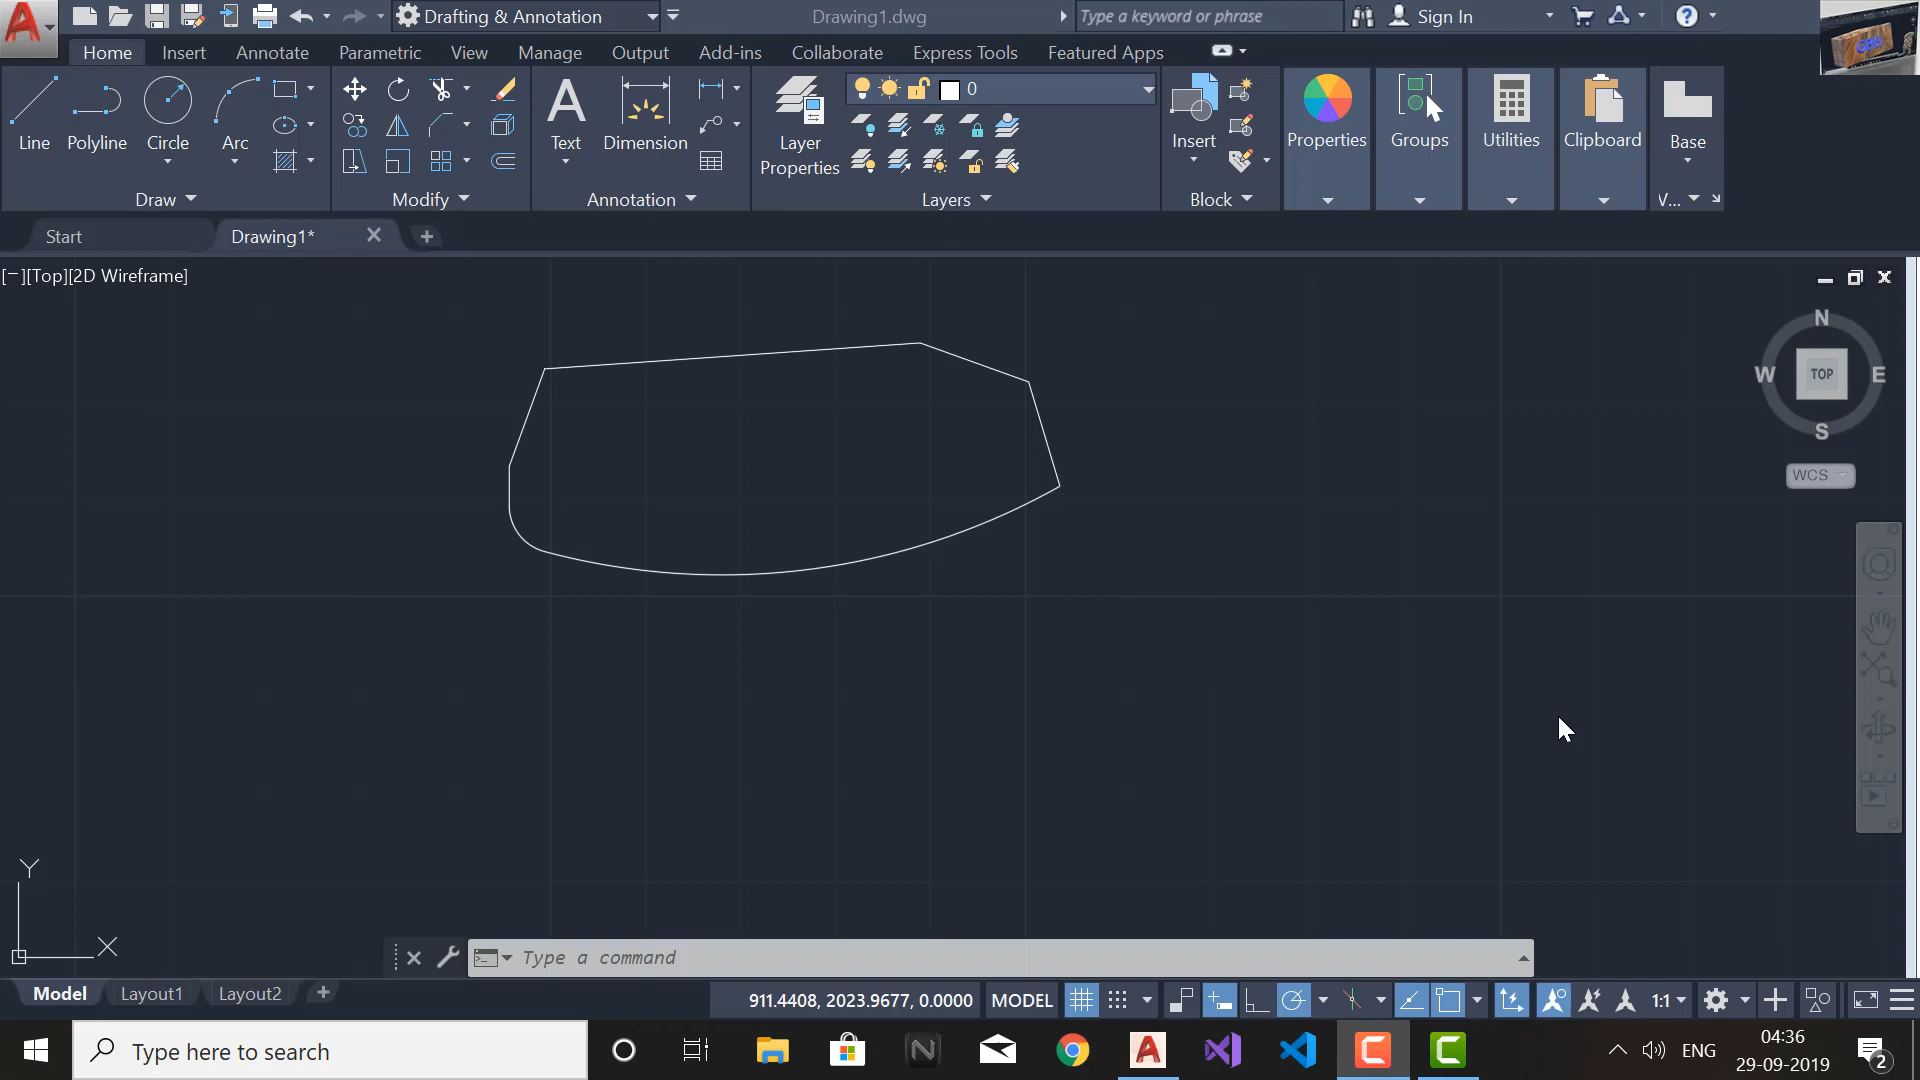 Drafting & Annotation
Drawing1.dwg
Type a keyword or phrase
Sign In
Home Insert Annotate Parametric View Manage Output Add-ins Collaborate Express Tools Featured Apps
Line Polyline Circle Arc
Text Dimension
Layer
Properties
0
Insert
Properties Groups Utilities Clipboard Base
Draw Modify Annotation Layers Block V...
Start Drawing1*
[−][Top][2D Wireframe]
N
W TOP E
S
WCS
Y
X
Type a command
Model Layout1 Layout2
911.4408, 2023.9677, 0.0000 MODEL 1:1
Type here to search
ENG
04:36
29-09-2019
2